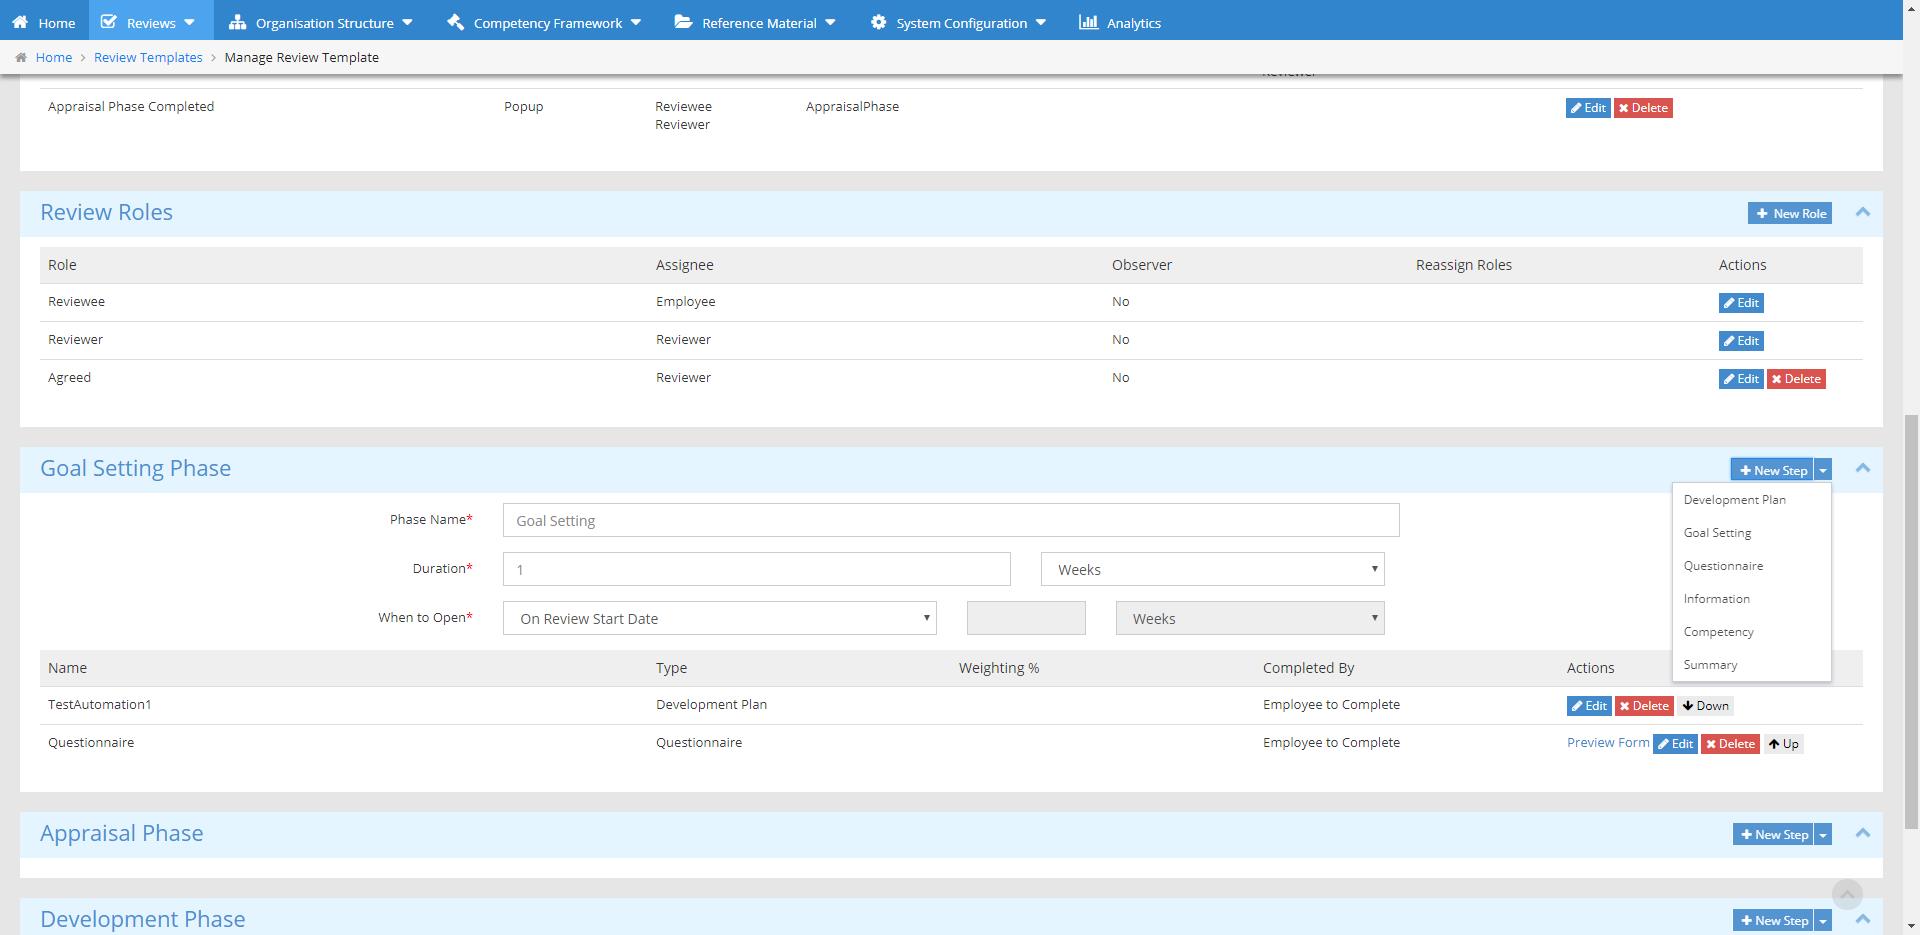 Home Reviews Organisation Structure Competency Framework Reference Material System Configuration Analytics
Home > Review Templates > Manage Review Template
Reviewer
Appraisal Phase Completed Popup Reviewee AppraisalPhase Edit Delete
Reviewer
Review Roles New Role
Role Assignee Observer Reassign Roles Actions
Reviewee Employee No Edit
Reviewer Reviewer No Edit
Agreed Reviewer No Edit Delete
Goal Setting Phase New Step
Development Plan
Goal Setting
Questionnaire
Information
Competency
Summary
Phase Name* Goal Setting
Duration* 1 Weeks
When to Open* On Review Start Date Weeks
Name Type Weighting % Completed By Actions
TestAutomation1 Development Plan Employee to Complete Edit Delete Down
Questionnaire Questionnaire Employee to Complete Preview Form Edit Delete Up
Appraisal Phase New Step
Development Phase New Step